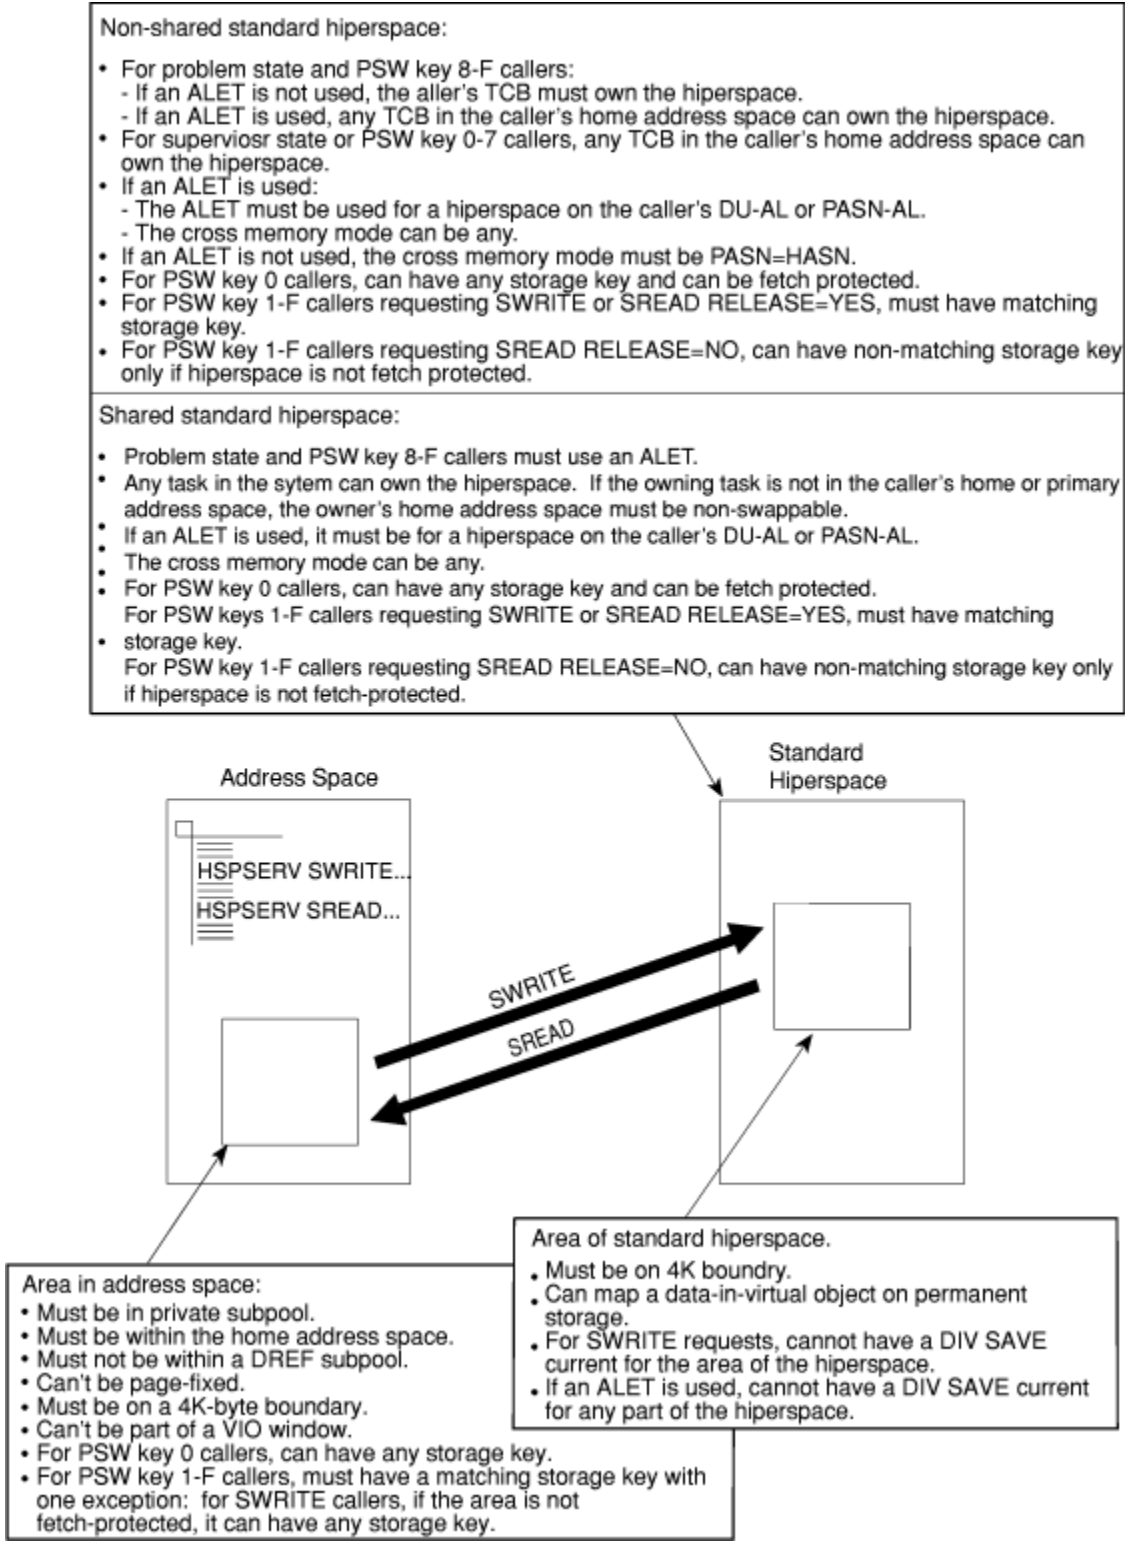 Non-shared standard hiperspace:
• For problem state and PSW key 8-F callers:
- If an ALET is not used, the aller's TCB must own the hiperspace.
- If an ALET is used, any TCB in the caller's home address space can own the hiperspace.
• For superviosr state or PSW key 0-7 callers, any TCB in the caller's home address space can
own the hiperspace.
• If an ALET is used:
- The ALET must be used for a hiperspace on the caller's DU-AL or PASN-AL.
- The cross memory mode can be any.
• If an ALET is not used, the cross memory mode must be PASN=HASN.
• For PSW key 0 callers, can have any storage key and can be fetch protected.
• For PSW key 1-F callers requesting SWRITE or SREAD RELEASE=YES, must have matching
storage key.
• For PSW key 1-F callers requesting SREAD RELEASE=NO, can have non-matching storage key
only if hiperspace is not fetch protected.
Shared standard hiperspace:
• Problem state and PSW key 8-F callers must use an ALET.
• Any task in the sytem can own the hiperspace. If the owning task is not in the caller's home or primary
address space, the owner's home address space must be non-swappable.
• If an ALET is used, it must be for a hiperspace on the caller's DU-AL or PASN-AL.
• The cross memory mode can be any.
• For PSW key 0 callers, can have any storage key and can be fetch protected.
For PSW keys 1-F callers requesting SWRITE or SREAD RELEASE=YES, must have matching
• storage key.
For PSW key 1-F callers requesting SREAD RELEASE=NO, can have non-matching storage key only
if hiperspace is not fetch-protected.
Address Space
Standard
Hiperspace
HSPSERV SWRITE...
HSPSERV SREAD...
SWRITE
SREAD
Area of standard hiperspace.
• Must be on 4K boundry.
• Can map a data-in-virtual object on permanent
storage.
• For SWRITE requests, cannot have a DIV SAVE
current for the area of the hiperspace.
• If an ALET is used, cannot have a DIV SAVE current
for any part of the hiperspace.
Area in address space:
• Must be in private subpool.
• Must be within the home address space.
• Must not be within a DREF subpool.
• Can't be page-fixed.
• Must be on a 4K-byte boundary.
• Can't be part of a VIO window.
• For PSW key 0 callers, can have any storage key.
• For PSW key 1-F callers, must have a matching storage key with
one exception: for SWRITE callers, if the area is not
fetch-protected, it can have any storage key.